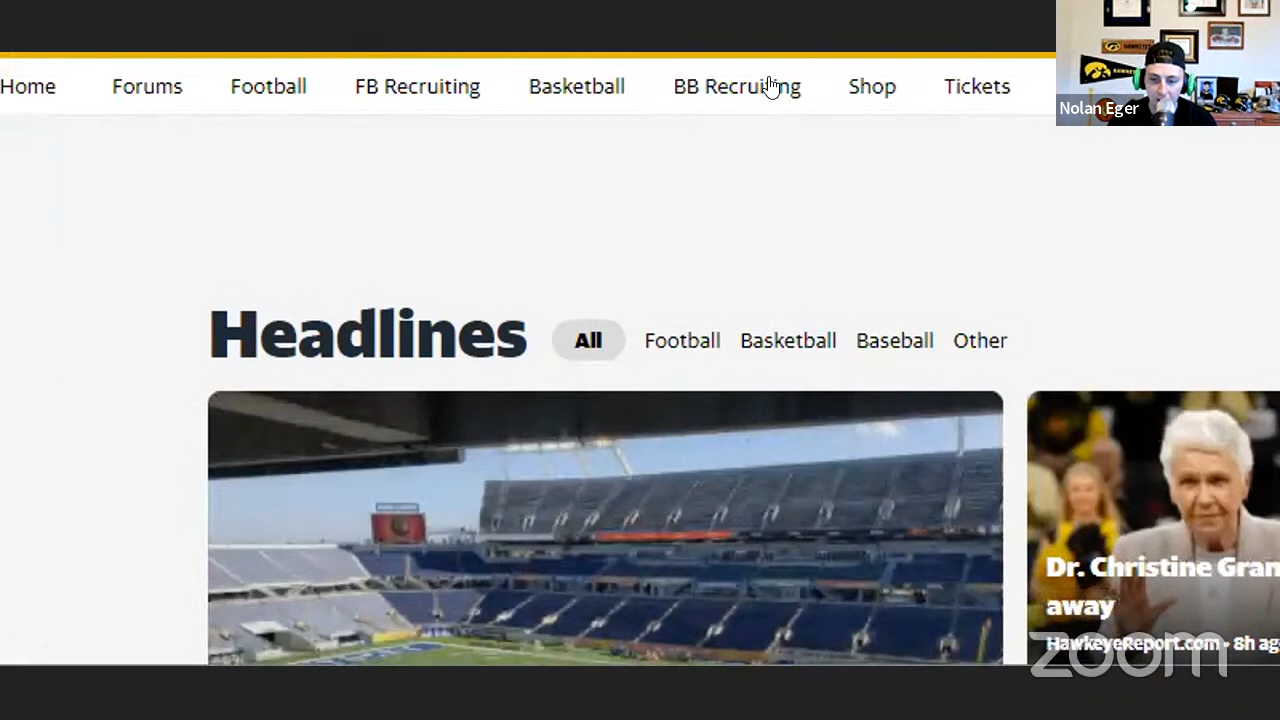 Home Forums Football FB Recruiting Basketball BB Recruiting Shop Tickets
Nolan Eger
Headlines All Football Basketball Baseball Other
Dr. Christine Gran
away
HawkeyeReport.com • 8h ag
zoom